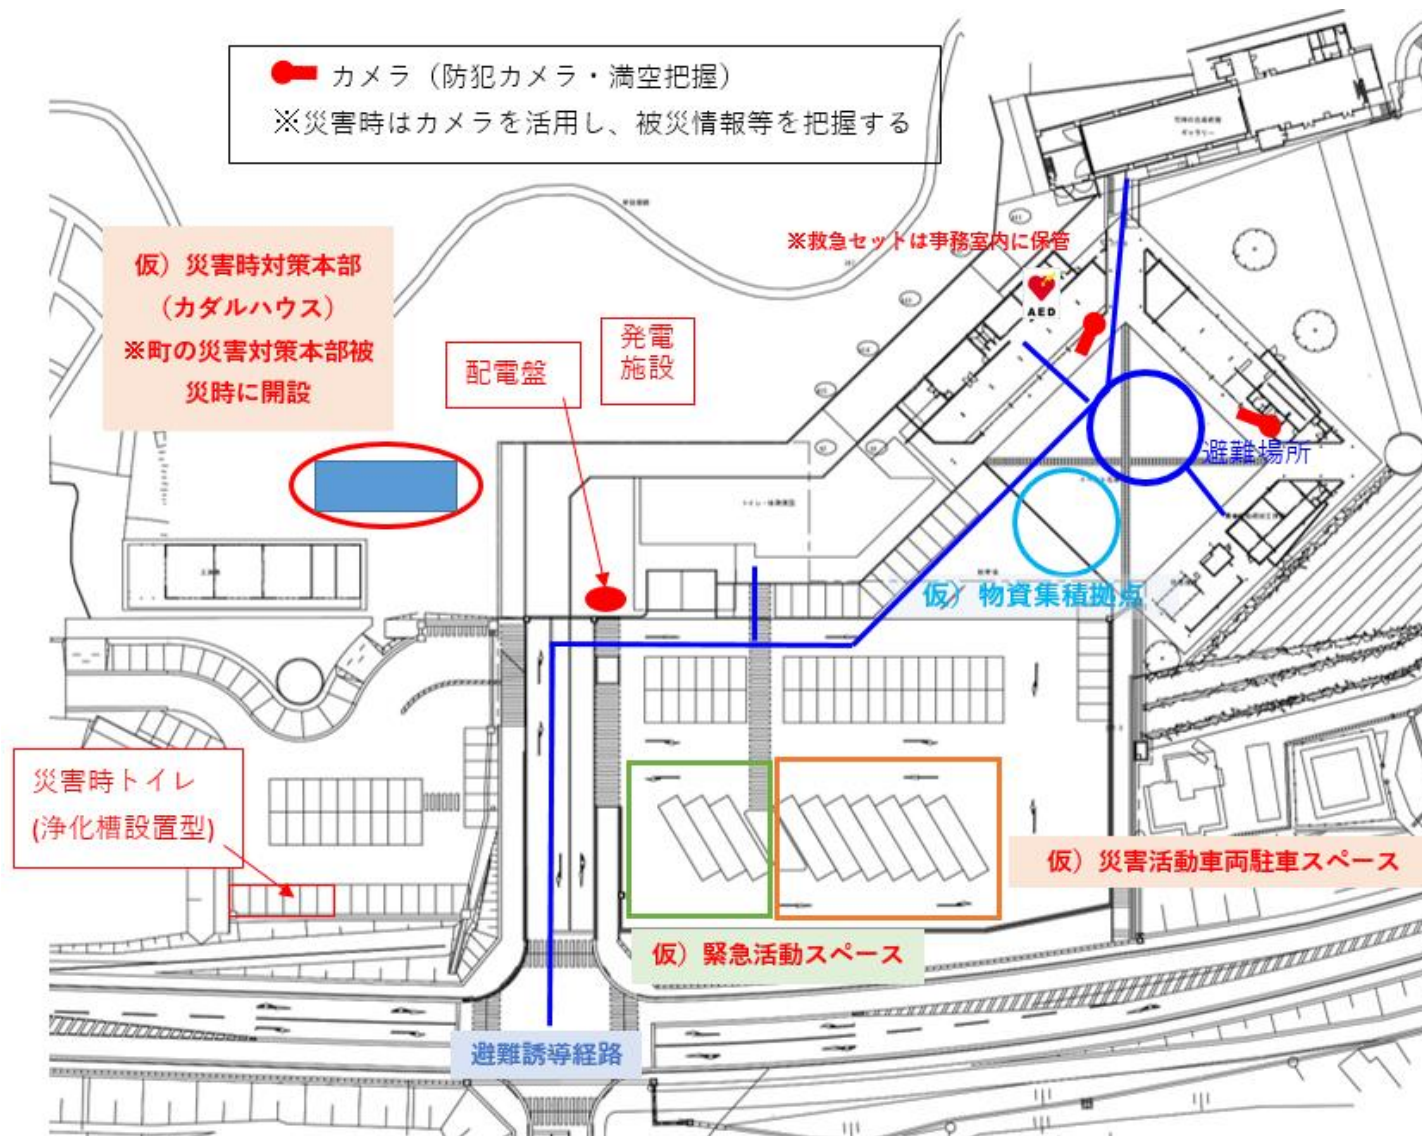 カメラ（防犯カメラ・満空把握）
※災害時はカメラを活用し、被災情報等を把握する
ギャラリー
※救急セットは事務室内に保管
AED
仮）災害時対策本部
（カダルハウス）
※町の災害対策本部被
災時に開設
配電盤
発電
施設
避難場所
仮）物資集積拠点
災害時トイレ
(浄化槽設置型)
仮）災害活動車両駐車スペース
仮）緊急活動スペース
避難誘導経路